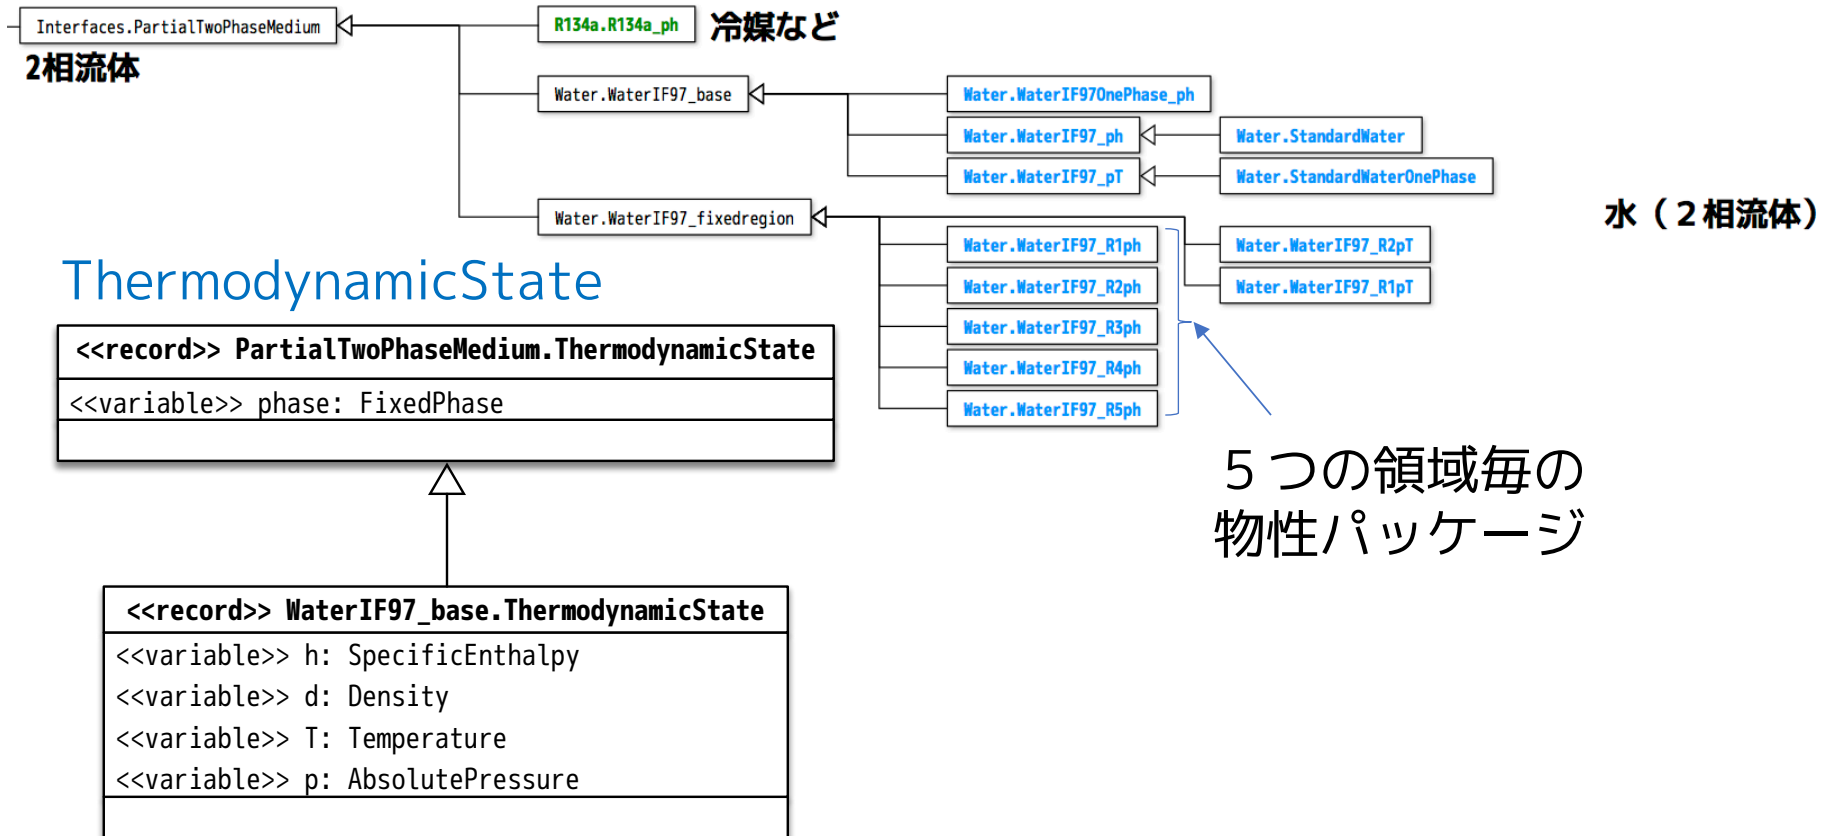 Interfaces.PartialTwoPhaseMedium
2相流体
R134a.R134a_ph
冷媒など
Water.WaterIF97_base
Water.WaterIF97OnePhase_ph
Water.WaterIF97_ph
Water.StandardWater
Water.WaterIF97_pT
Water.StandardWaterOnePhase
Water.WaterIF97_fixedregion
水（２相流体）
Water.WaterIF97_R1ph
Water.WaterIF97_R2pT
Water.WaterIF97_R2ph
Water.WaterIF97_R1pT
Water.WaterIF97_R3ph
Water.WaterIF97_R4ph
Water.WaterIF97_R5ph
５つの領域毎の
物性パッケージ
ThermodynamicState
<<record>> PartialTwoPhaseMedium.ThermodynamicState
<<variable>> phase: FixedPhase
<<record>> WaterIF97_base.ThermodynamicState
<<variable>> h: SpecificEnthalpy
<<variable>> d: Density
<<variable>> T: Temperature
<<variable>> p: AbsolutePressure